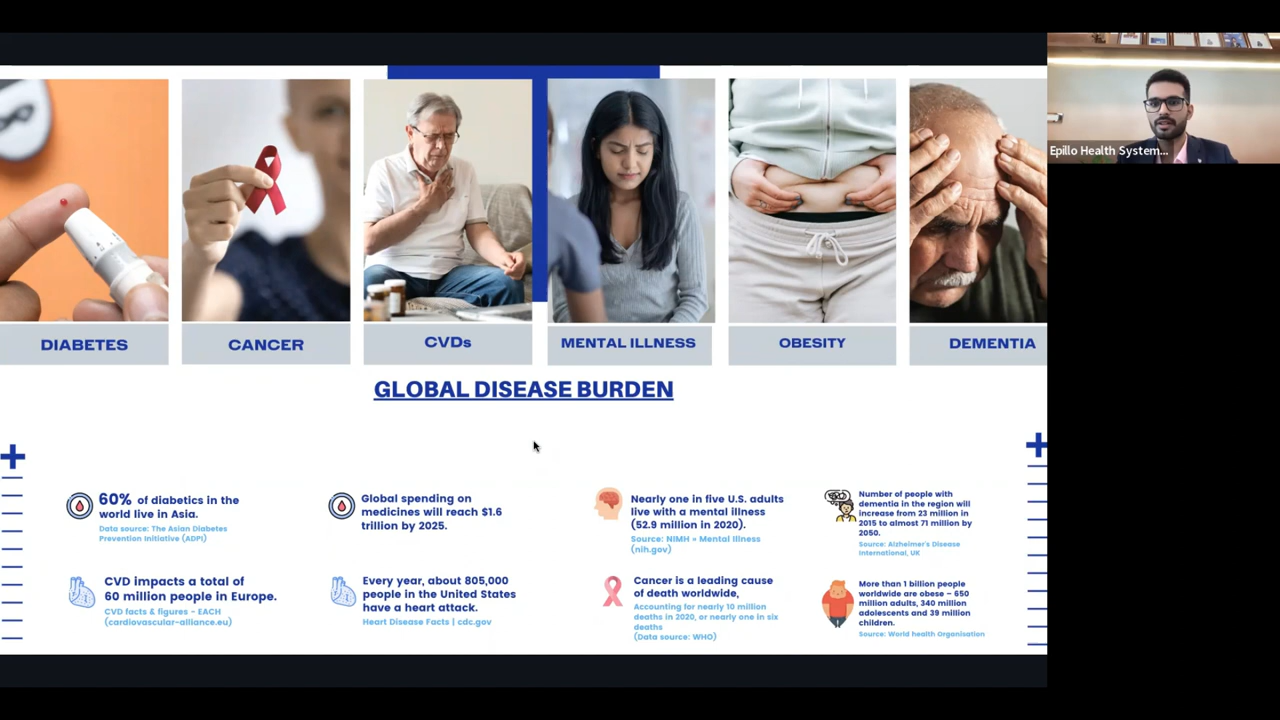 Epillo Health System...
DIABETES
CANCER
CVDs
MENTAL ILLNESS
OBESITY
DEMENTIA
GLOBAL DISEASE BURDEN
60% of diabetics in the
world live in Asia.
Data source: The Asian Diabetes
Prevention Initiative (ADPI)
Global spending on
medicines will reach $1.6
trillion by 2025.
Nearly one in five U.S. adults
live with a mental illness
(52.9 million in 2020).
Source: NIMH » Mental Illness
(nih.gov)
Number of people with
dementia in the region will
increase from 23 million in
2015 to almost 71 million by
2050.
Source: Alzheimer's Disease
International, UK
CVD impacts a total of
60 million people in Europe.
CVD facts & figures - EACH
(cardiovascular-alliance.eu)
Every year, about 805,000
people in the United States
have a heart attack.
Heart Disease Facts | cdc.gov
Cancer is a leading cause
of death worldwide,
Accounting for nearly 10 million
deaths in 2020, or nearly one in six
deaths
(Data source: WHO)
More than 1 billion people
worldwide are obese – 650
million adults, 340 million
adolescents and 39 million
children.
Source: World health Organisation